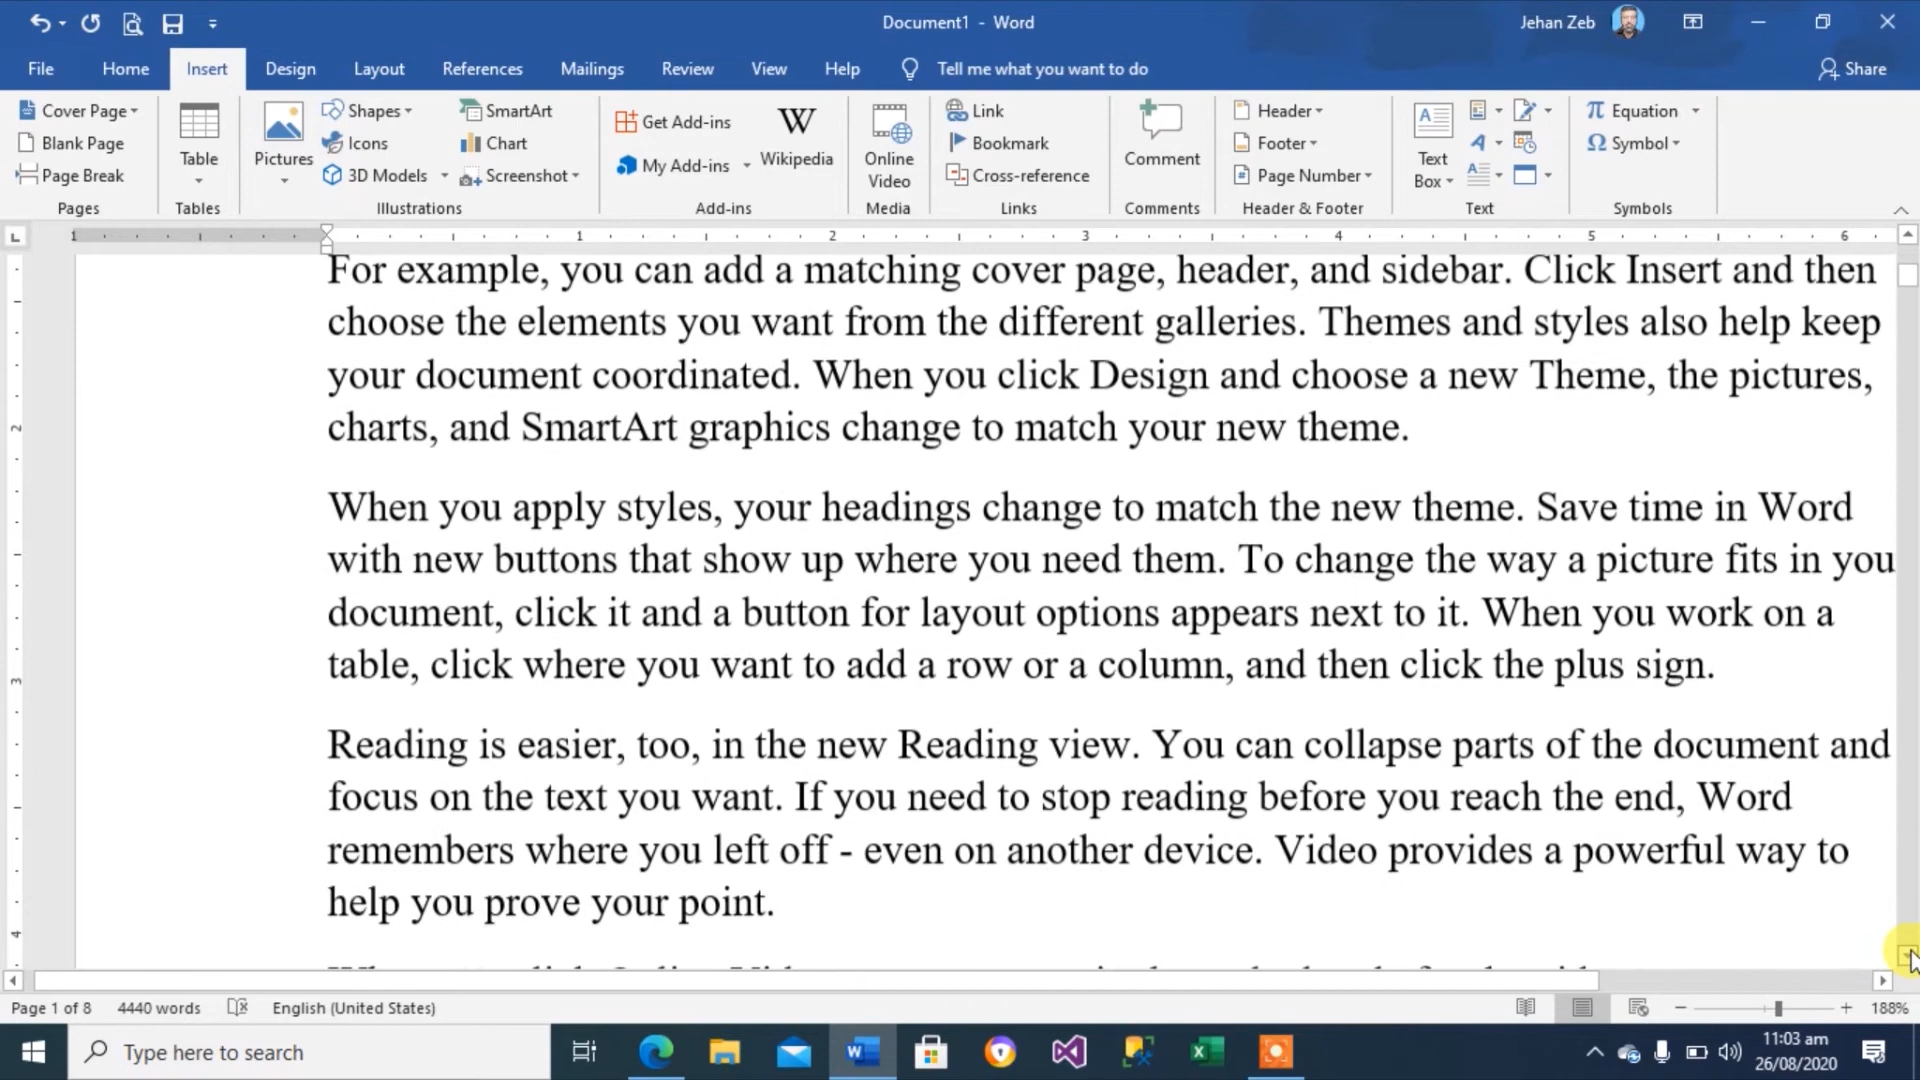 Document1 - Word
Jehan Zeb
File Home Insert Design Layout References Mailings Review View Help Tell me what you want to do Share
Cover Page
Blank Page
Page Break
Pages
Table
Tables
Pictures
Shapes
Icons
3D Models
SmartArt
Chart
Screenshot
Illustrations
Get Add-ins
My Add-ins
W
Wikipedia
Add-ins
Online
Video
Media
Link
Bookmark
Cross-reference
Links
Comment
Comments
Header
Footer
Page Number
Header & Footer
Text
Box
Text
π Equation
Ω Symbol
Symbols
1 1 2 3 4 5 6
For example, you can add a matching cover page, header, and sidebar. Click Insert and then
choose the elements you want from the different galleries. Themes and styles also help keep
your document coordinated. When you click Design and choose a new Theme, the pictures,
charts, and SmartArt graphics change to match your new theme.
When you apply styles, your headings change to match the new theme. Save time in Word
with new buttons that show up where you need them. To change the way a picture fits in you
document, click it and a button for layout options appears next to it. When you work on a
table, click where you want to add a row or a column, and then click the plus sign.
Reading is easier, too, in the new Reading view. You can collapse parts of the document and
focus on the text you want. If you need to stop reading before you reach the end, Word
remembers where you left off - even on another device. Video provides a powerful way to
help you prove your point.
2
3
4
Page 1 of 8 4440 words English (United States) 188%
Type here to search
11:03 am
26/08/2020